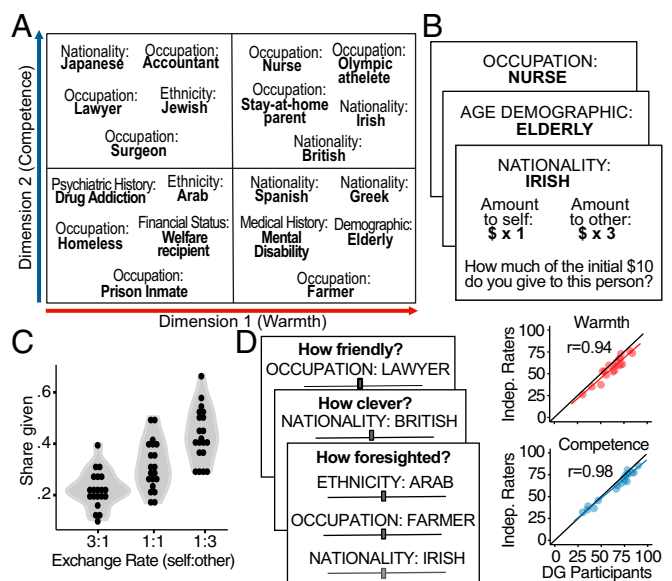 A
Dimension 2 (Competence)
Nationality:
Japanese
Occupation:
Accountant
Occupation:
Lawyer
Ethnicity:
Jewish
Occupation:
Surgeon
Occupation:
Nurse
Occupation:
Olympic
athelete
Occupation:
Stay-at-home
parent
Nationality:
Irish
Nationality:
British
Psychiatric History:
Drug Addiction
Ethnicity:
Arab
Occupation:
Homeless
Financial Status:
Welfare
recipient
Occupation:
Prison Inmate
Nationality:
Spanish
Nationality:
Greek
Medical History:
Mental
Disability
Demographic:
Elderly
Occupation:
Farmer
Dimension 1 (Warmth)
B
OCCUPATION:
NURSE
AGE DEMOGRAPHIC:
ELDERLY
NATIONALITY:
IRISH
Amount
to self:
$ x 1
Amount
to other:
$ x 3
How much of the initial $10
do you give to this person?
C
Share given
.6
.4
.2
3:1 1:1 1:3
Exchange Rate (self:other)
D
How friendly?
OCCUPATION: LAWYER
How clever?
NATIONALITY: BRITISH
How foresighted?
ETHNICITY: ARAB
OCCUPATION: FARMER
NATIONALITY: IRISH
Warmth
Indep. Raters
100
75
50
25
0
r=0.94
Competence
Indep. Raters
100
75
50
25
0
r=0.98
0 25 50 75 100
DG Participants